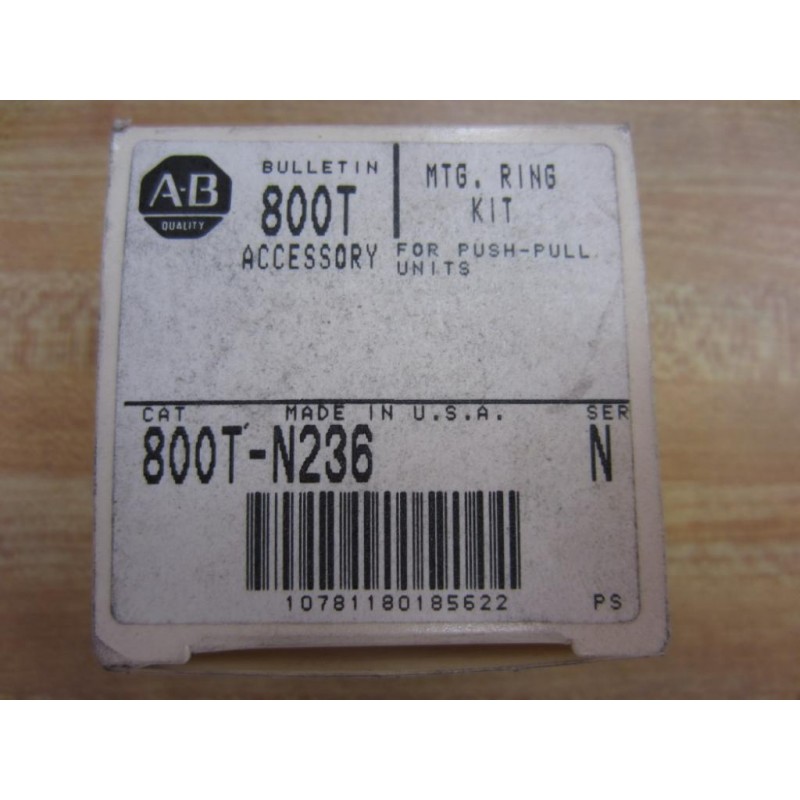 A-B
QUALITY
BULLETIN
800T
ACCESSORY
MTG. RING
KIT
FOR PUSH-PULL
UNITS
CAT MADE IN U.S.A. SER
800T-N236 N
10781180185622 PS